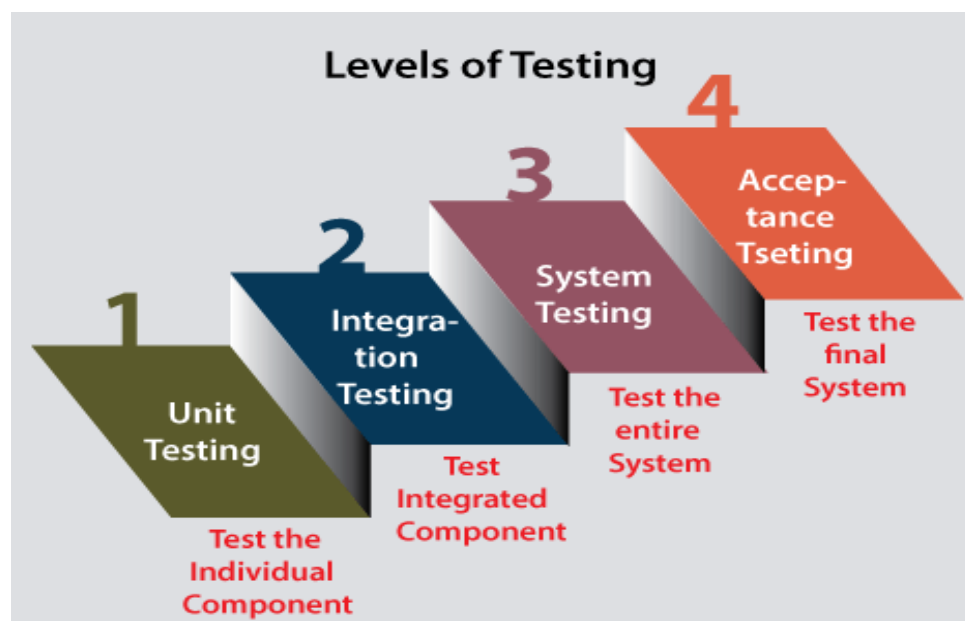 Levels of Testing
1
Unit
Testing
Test the
Individual
Component
2
Integra-
tion
Testing
Test
Integrated
Component
3
System
Testing
Test the
entire
System
4
Accep-
tance
Tseting
Test the
final
System